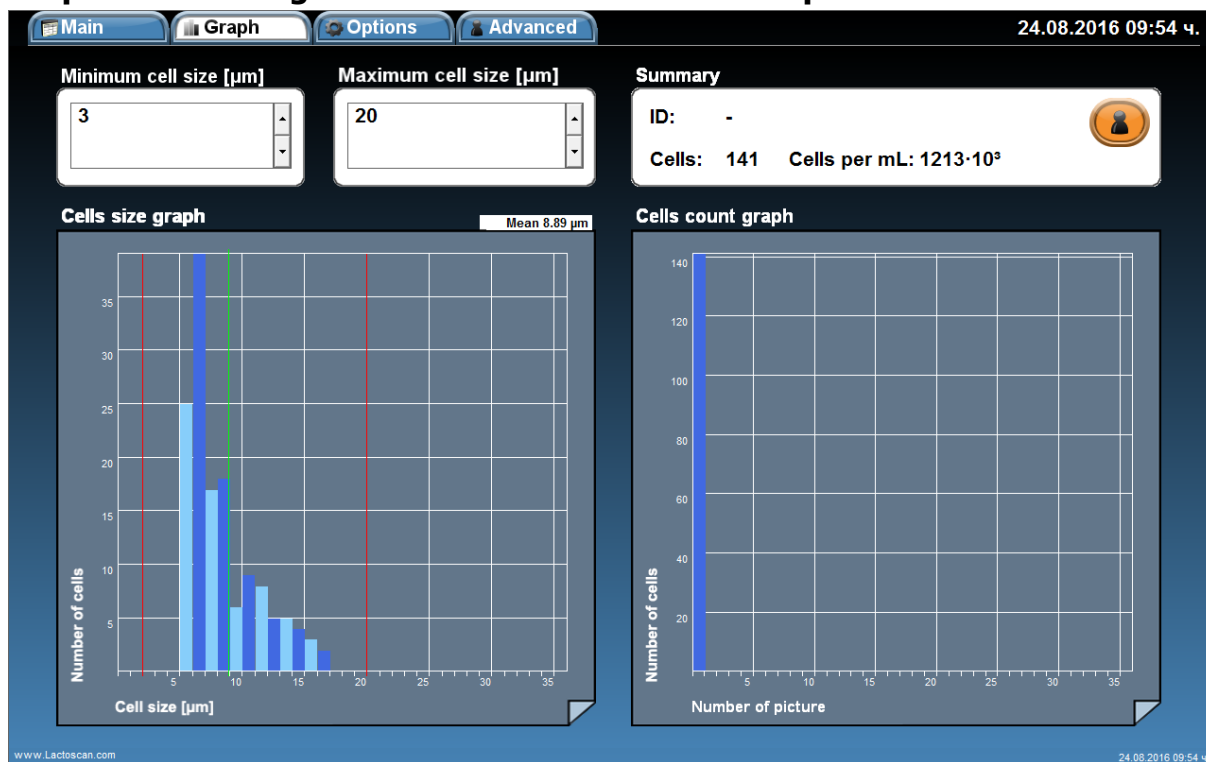 Main Graph Options Advanced 24.08.2016 09:54 ч.
Minimum cell size [µm] Maximum cell size [µm] Summary
3 20 ID: -
Cells: 141 Cells per mL: 1213·10³
Cells size graph Mean 8.89 µm Cells count graph
35
30
25
20
15
10
5
Number of cells
5 10 15 20 25 30 35
Cell size [µm]
140
120
100
80
60
40
20
Number of cells
5 10 15 20 25 30 35
Number of picture
www.Lactoscan.com 24.08.2016 09:54 ч